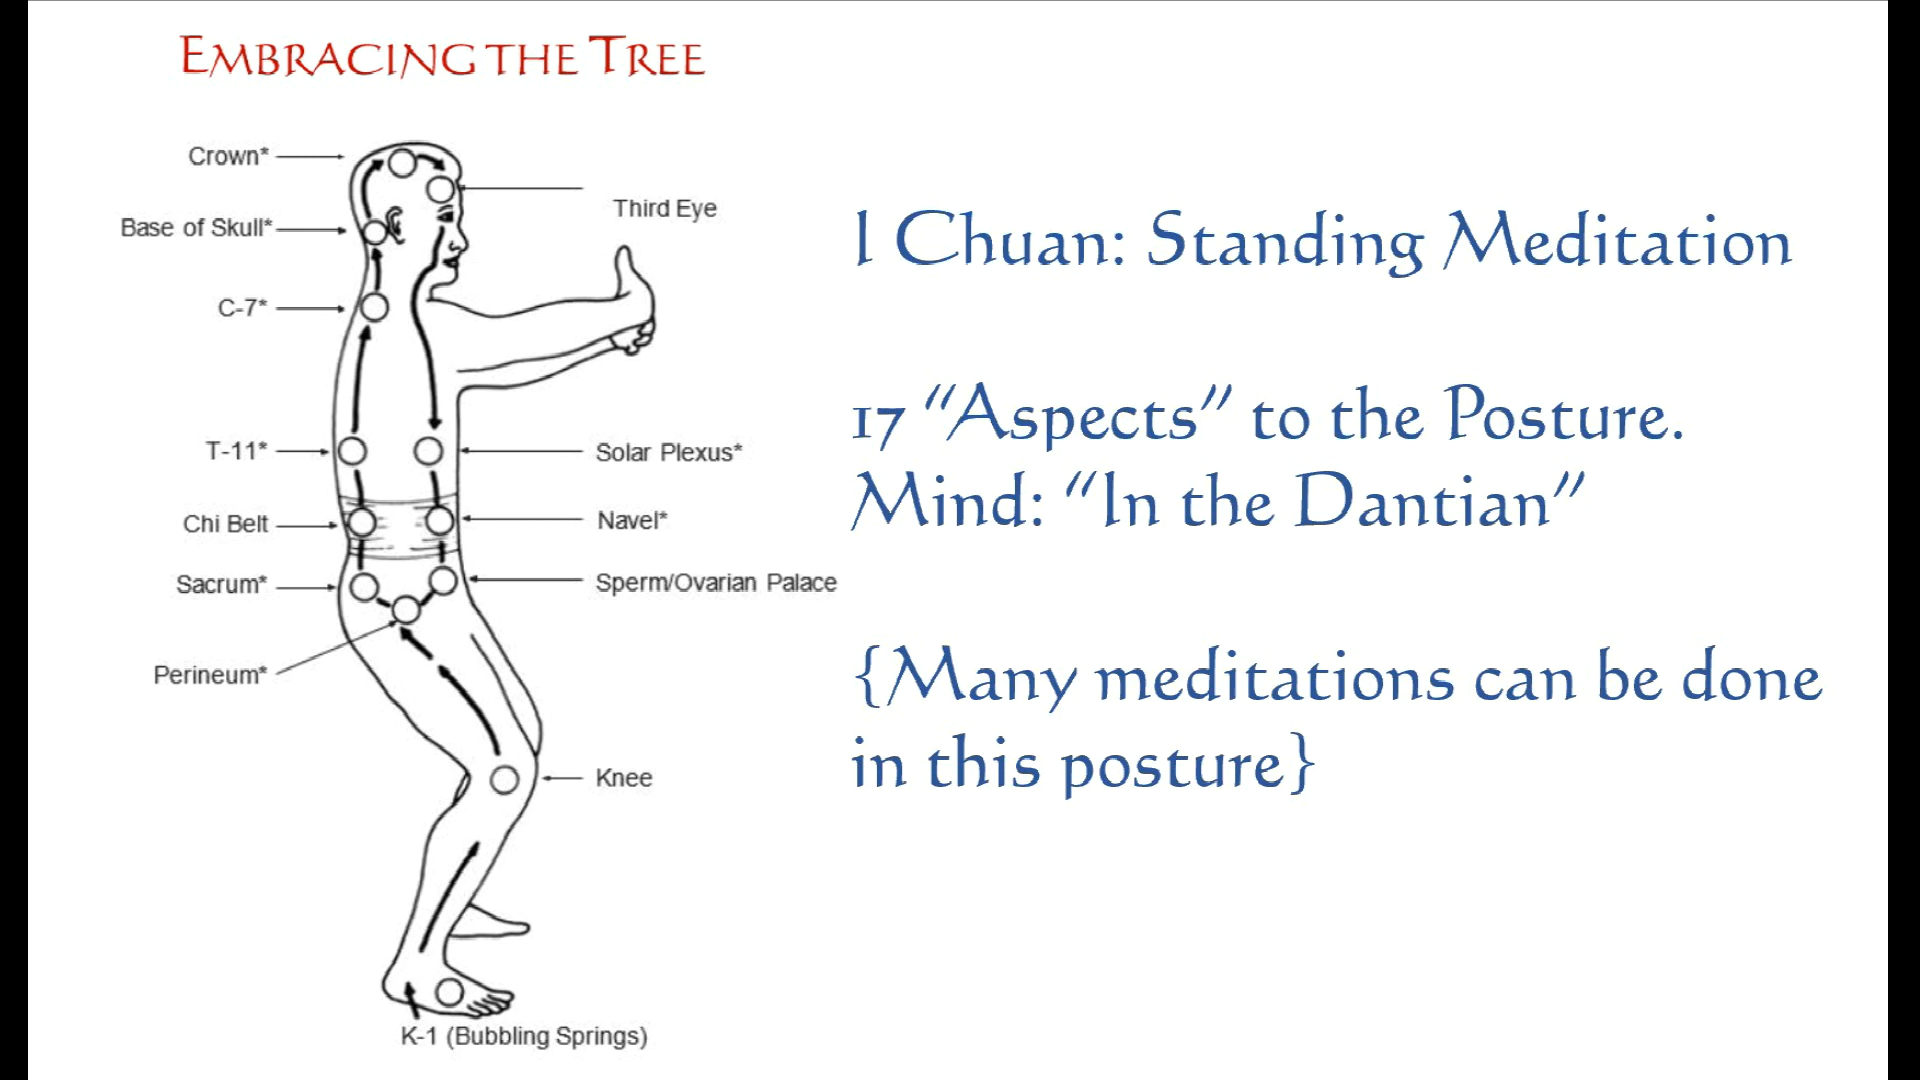 EMBRACING THE TREE
Crown*
Third Eye
Base of Skull*
C-7*
T-11*
Solar Plexus*
Chi Belt
Navel*
Sacrum*
Sperm/Ovarian Palace
Perineum*
Knee
K-1 (Bubbling Springs)
I Chuan: Standing Meditation
17 "Aspects" to the Posture.
Mind: "In the Dantian"
{Many meditations can be done
in this posture}